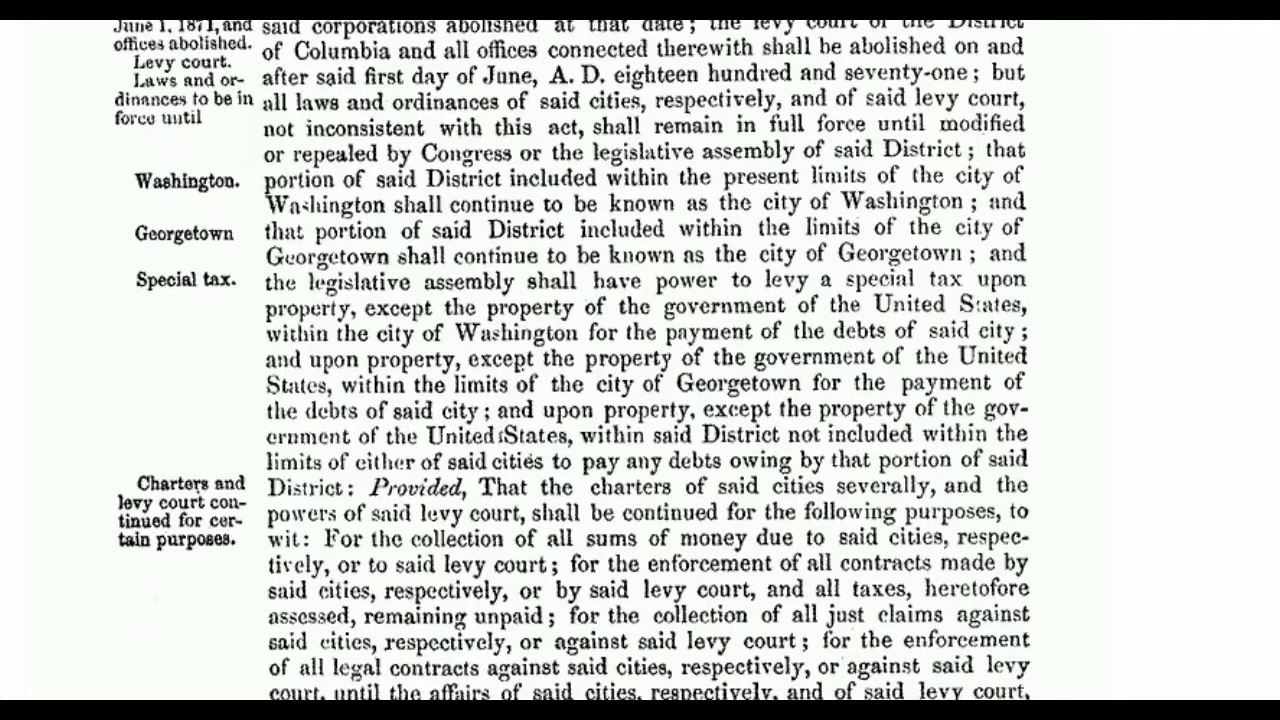 June 1, 1871, and
offices abolished.
Levy court.
Laws and or-
dinances to be in
force until
Washington.
Georgetown
Special tax.
Charters and
levy court con-
tinued for cer-
tain purposes.
said corporations abolished at that date; the levy court of the District
of Columbia and all offices connected therewith shall be abolished on and
after said first day of June, A. D. eighteen hundred and seventy-one; but
all laws and ordinances of said cities, respectively, and of said levy court,
not inconsistent with this act, shall remain in full force until modified
or repealed by Congress or the legislative assembly of said District; that
portion of said District included within the present limits of the city of
Washington shall continue to be known as the city of Washington; and
that portion of said District included within the limits of the city of
Georgetown shall continue to be known as the city of Georgetown; and
the legislative assembly shall have power to levy a special tax upon
property, except the property of the government of the United States,
within the city of Washington for the payment of the debts of said city;
and upon property, except the property of the government of the United
States, within the limits of the city of Georgetown for the payment of
the debts of said city; and upon property, except the property of the gov-
ernment of the United States, within said District not included within the
limits of either of said cities to pay any debts owing by that portion of said
District: Provided, That the charters of said cities severally, and the
powers of said levy court, shall be continued for the following purposes, to
wit: For the collection of all sums of money due to said cities, respec-
tively, or to said levy court; for the enforcement of all contracts made by
said cities, respectively, or by said levy court, and all taxes, heretofore
assessed, remaining unpaid; for the collection of all just claims against
said cities, respectively, or against said levy court; for the enforcement
of all legal contracts against said cities, respectively, or against said levy
court, until the affairs of said cities, respectively, and of said levy court,